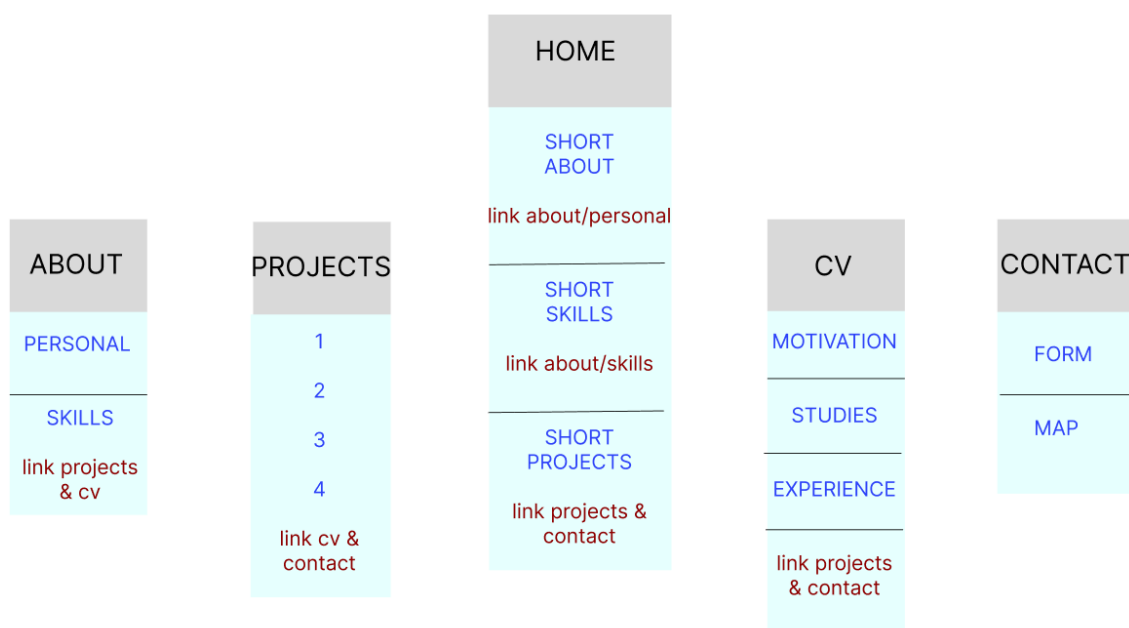 HOME
SHORT
ABOUT
link about/personal
SHORT
SKILLS
link about/skills
SHORT
PROJECTS
link projects &
contact
ABOUT
PERSONAL
SKILLS
link projects
& cv
PROJECTS
1
2
3
4
link cv &
contact
CV
MOTIVATION
STUDIES
EXPERIENCE
link projects
& contact
CONTACT
FORM
MAP